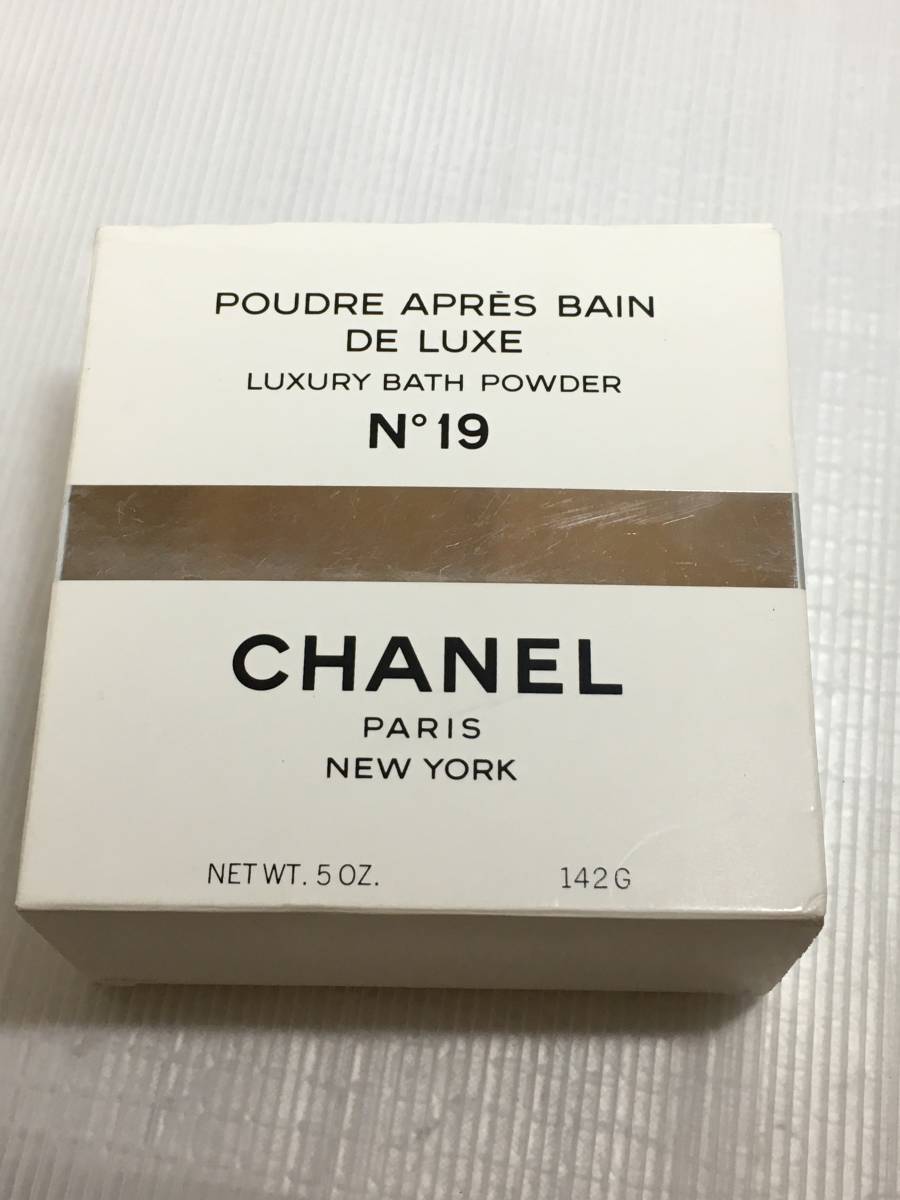 POUDRE APRÈS BAIN
DE LUXE
LUXURY BATH POWDER
N° 19
CHANEL
PARIS
NEW YORK
NET WT. 5 OZ. 142 G